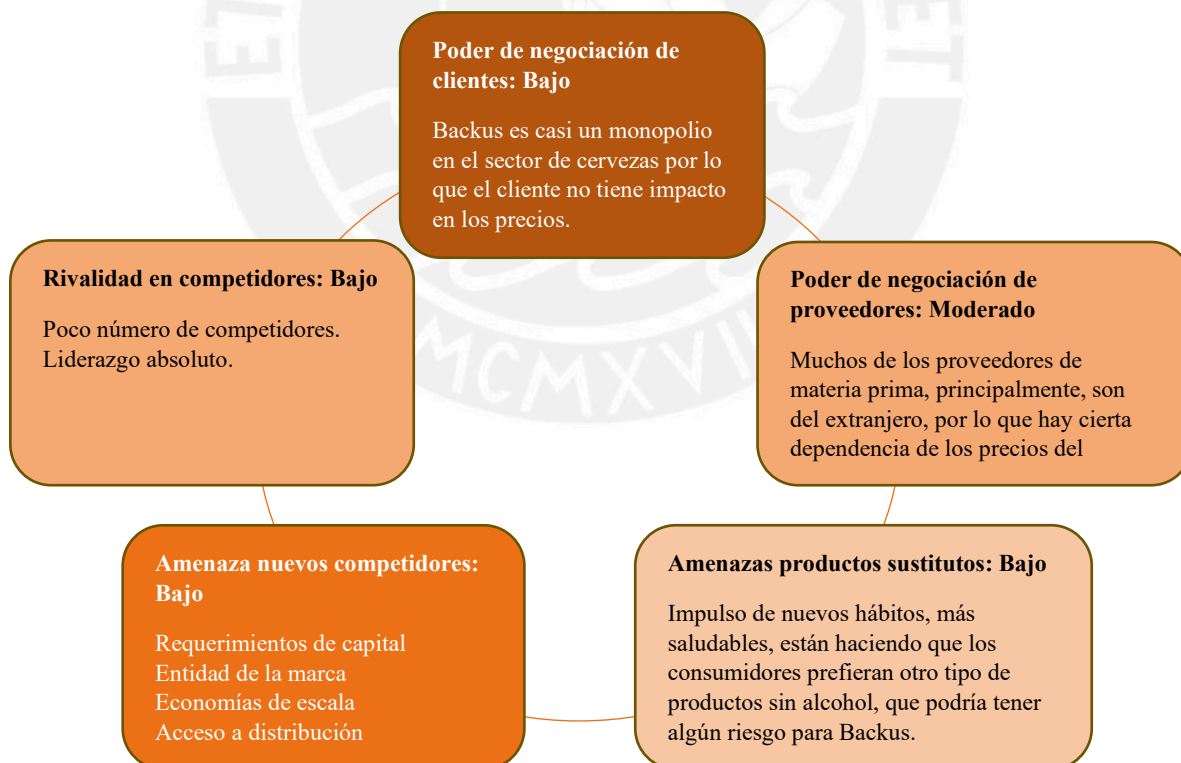 Poder de negociación de
clientes: Bajo
Backus es casi un monopolio
en el sector de cervezas por lo
que el cliente no tiene impacto
en los precios.
Rivalidad en competidores: Bajo
Poco número de competidores.
Liderazgo absoluto.
Poder de negociación de
proveedores: Moderado
Muchos de los proveedores de
materia prima, principalmente, son
del extranjero, por lo que hay cierta
dependencia de los precios del
Amenaza nuevos competidores:
Bajo
Requerimientos de capital
Entidad de la marca
Economías de escala
Acceso a distribución
Amenazas productos sustitutos: Bajo
Impulso de nuevos hábitos, más
saludables, están haciendo que los
consumidores prefieran otro tipo de
productos sin alcohol, que podría tener
algún riesgo para Backus.
ET
ET
MCMXVII